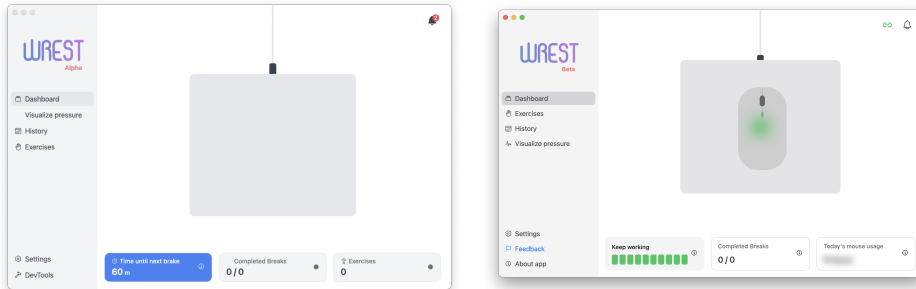 WREST
Alpha
Dashboard
Visualize pressure
History
Exercises
Settings
DevTools
Time until next brake
60 m
Completed Breaks
0 / 0
Exercises
0
WREST
Beta
Dashboard
Exercises
History
Visualize pressure
Settings
Feedback
About app
Keep working
Completed Breaks
0 / 0
Today's mouse usage